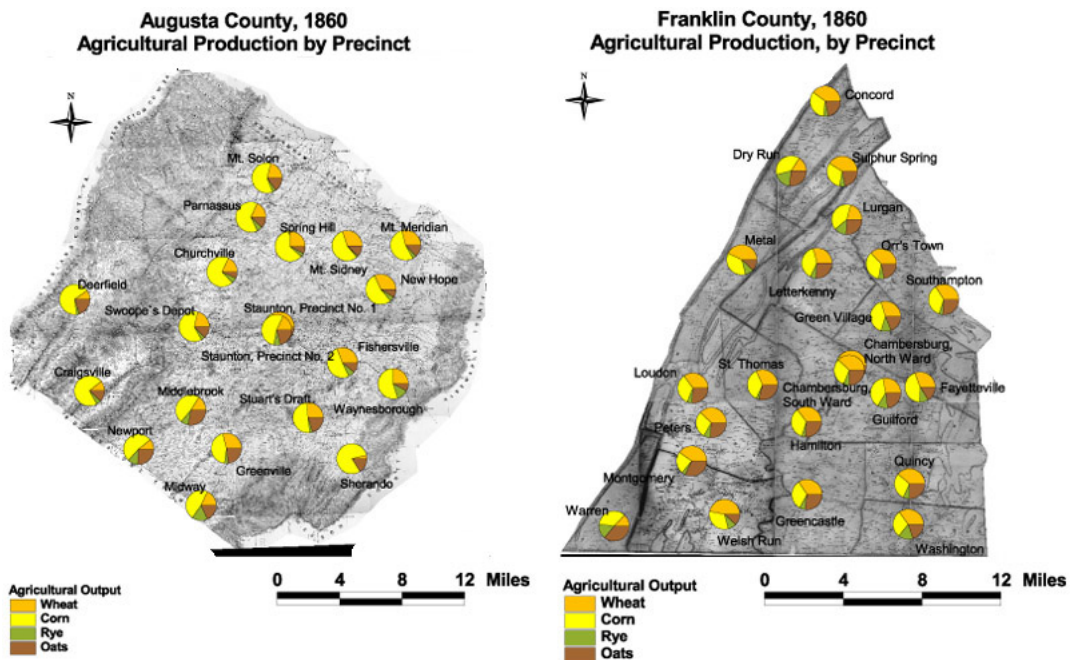 Augusta County, 1860
Agricultural Production by Precinct
N
Mt. Solon
Parnassus
Spring Hill
Mt. Meridian
Churchville
Mt. Sidney
New Hope
Deerfield
Swoope's Depot
Staunton, Precinct No. 1
Staunton, Precinct No. 2
Fishersville
Craigsville
Middlebrook
Stuart's Draft
Waynesborough
Newport
Greenville
Sherando
Midway
Agricultural Output
Wheat
Corn
Rye
Oats
0 4 8 12 Miles
Franklin County, 1860
Agricultural Production, by Precinct
N
Concord
Dry Run
Sulphur Spring
Lurgan
Metal
Orr's Town
Letterkenny
Southampton
Green Village
Chambersburg,
North Ward
St. Thomas
Loudon
Chambersburg,
South Ward
Fayetteville
Guilford
Peters
Hamilton
Montgomery
Quincy
Warren
Greencastle
Welsh Run
Washington
Agricultural Output
Wheat
Corn
Rye
Oats
0 4 8 12 Miles